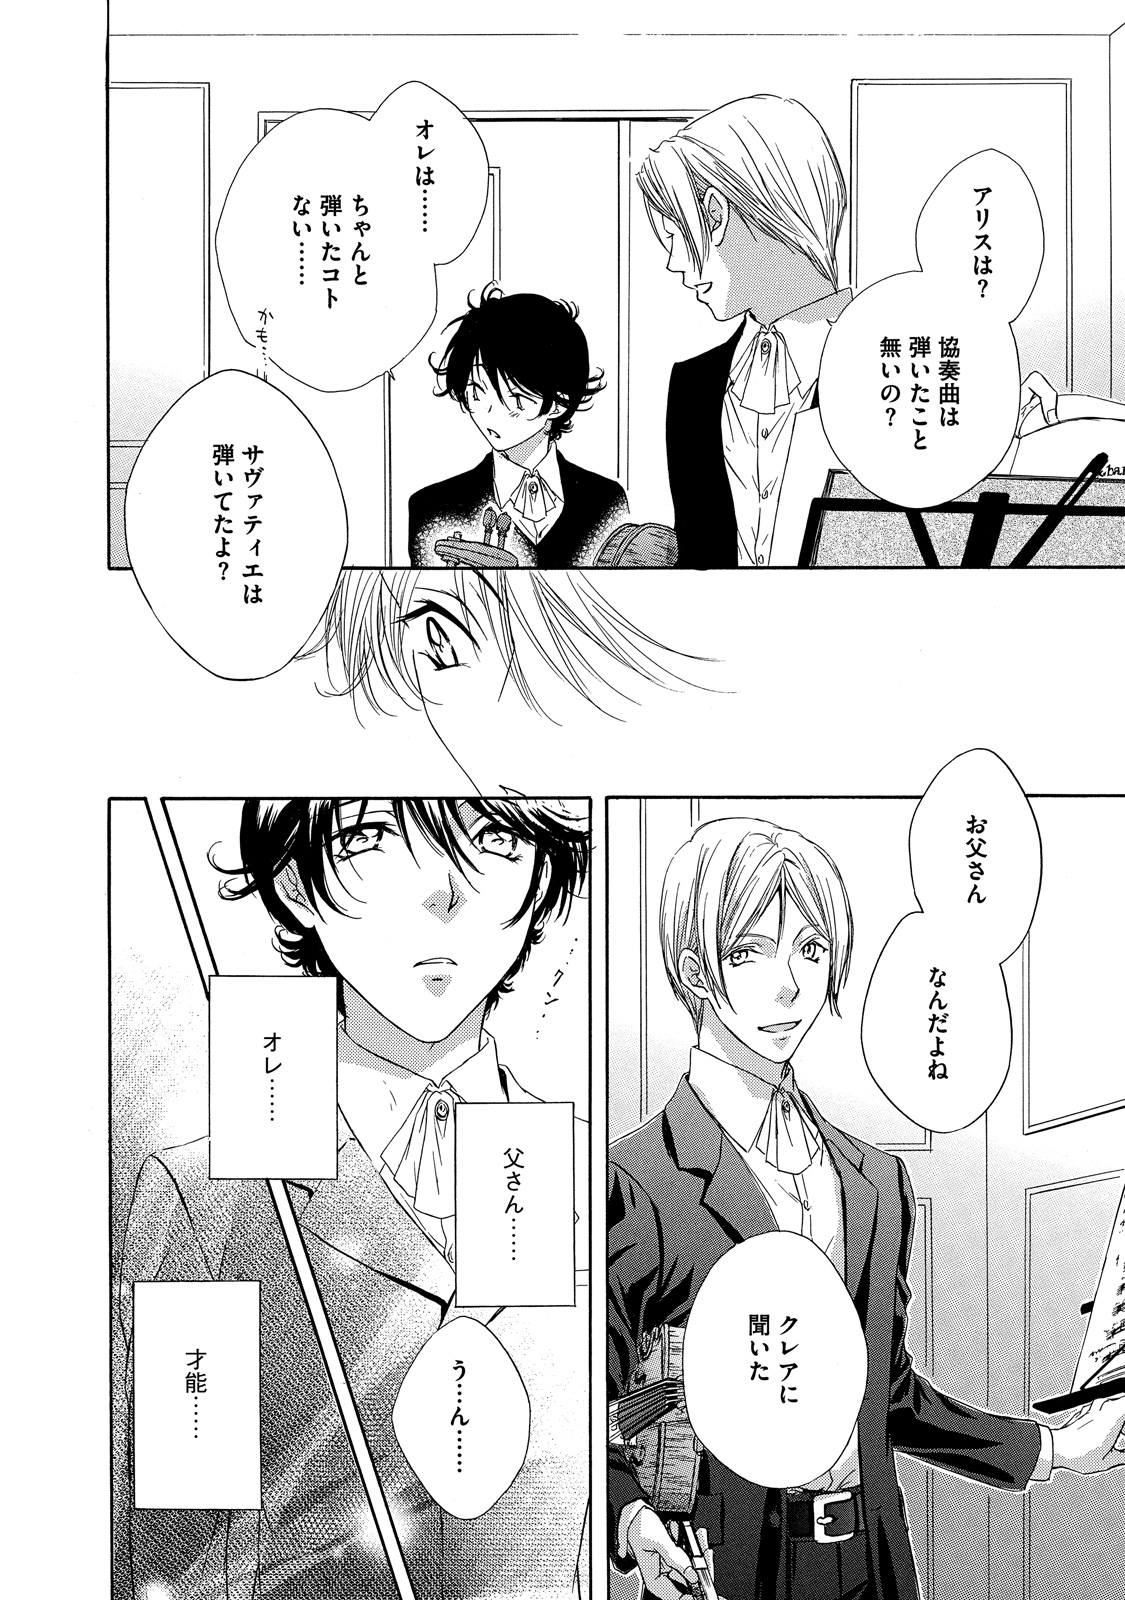 アリスは？
協奏曲は
弾いたこと
無いの？
オレは……
ちゃんと
弾いたコト
ない……
かも…
サヴァティエは
弾いてたよ？
お父さん
なんだよね
クレアに
聞いた
…クン…
父さん……
う…ん……
オレ……
才能……